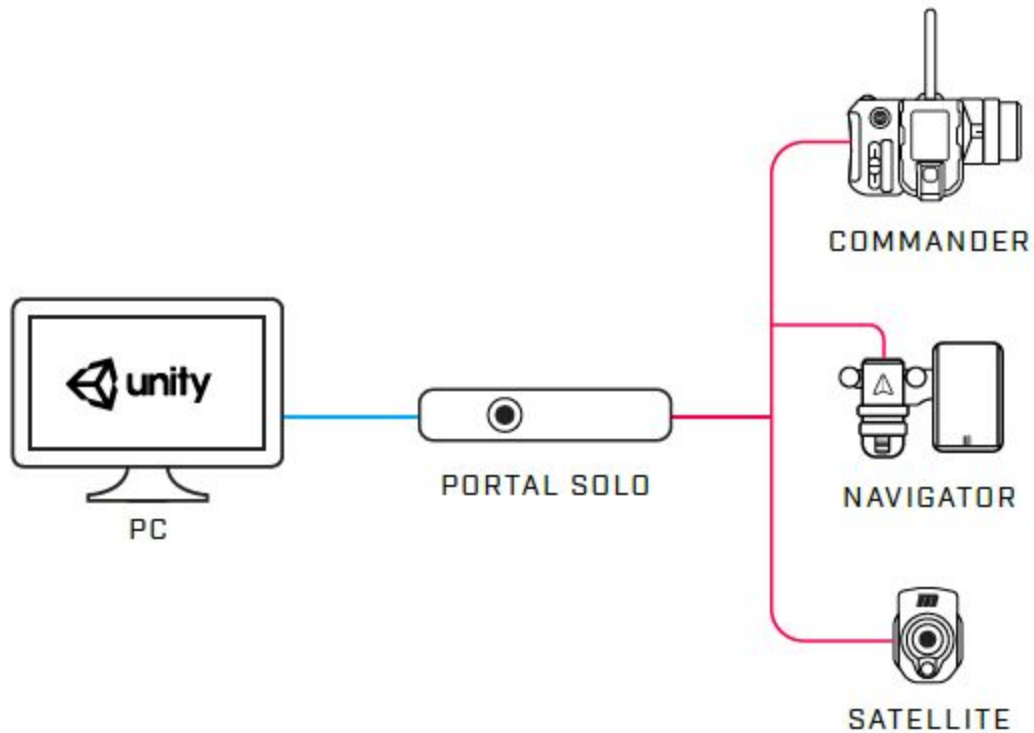 COMMANDER
unity
PORTAL SOLO
PC
NAVIGATOR
SATELLITE